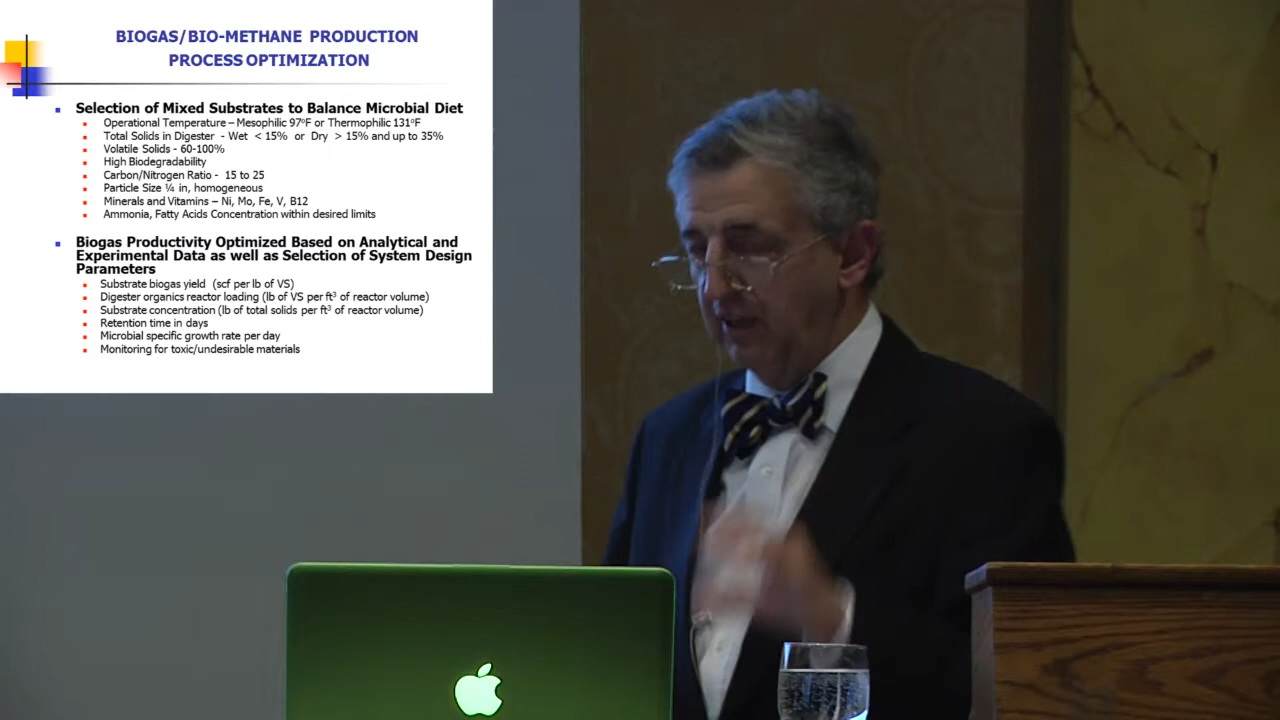 BIOGAS/BIO-METHANE PRODUCTION
PROCESS OPTIMIZATION
Selection of Mixed Substrates to Balance Microbial Diet
Operational Temperature – Mesophilic 97ºF or Thermophilic 131ºF
Total Solids in Digester - Wet < 15% or Dry > 15% and up to 35%
Volatile Solids - 60-100%
High Biodegradability
Carbon/Nitrogen Ratio - 15 to 25
Particle Size ¼ in, homogeneous
Minerals and Vitamins – Ni, Mo, Fe, V, B12
Ammonia, Fatty Acids Concentration within desired limits
Biogas Productivity Optimized Based on Analytical and
Experimental Data as well as Selection of System Design
Parameters
Substrate biogas yield (scf per lb of VS)
Digester organics reactor loading (lb of VS per ft³ of reactor volume)
Substrate concentration (lb of total solids per ft³ of reactor volume)
Retention time in days
Microbial specific growth rate per day
Monitoring for toxic/undesirable materials